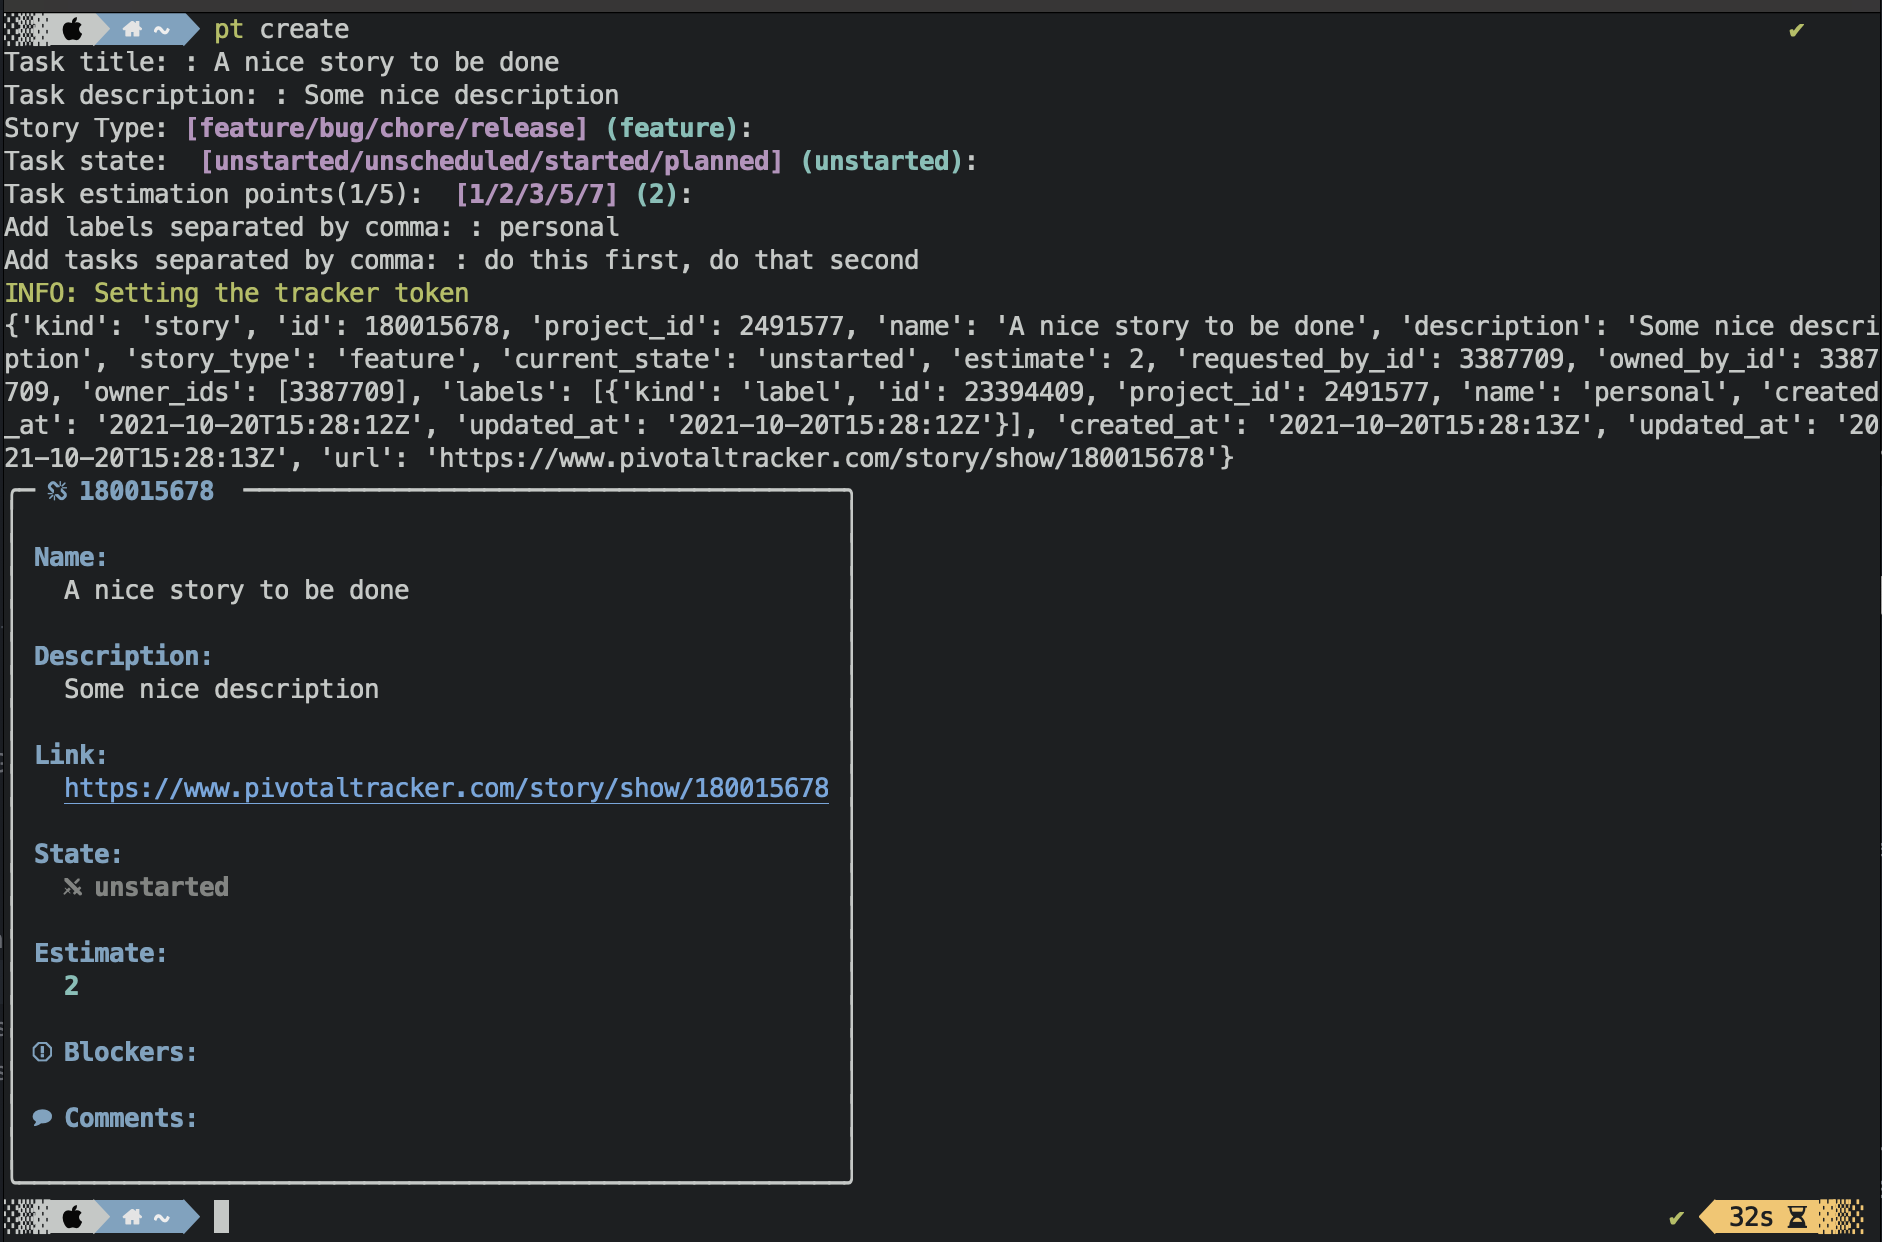 ~ pt create ✔
Task title: : A nice story to be done
Task description: : Some nice description
Story Type: [feature/bug/chore/release] (feature):
Task state:  [unstarted/unscheduled/started/planned] (unstarted):
Task estimation points(1/5):  [1/2/3/5/7] (2):
Add labels separated by comma: : personal
Add tasks separated by comma: : do this first, do that second
INFO: Setting the tracker token
{'kind': 'story', 'id': 180015678, 'project_id': 2491577, 'name': 'A nice story to be done', 'description': 'Some nice descri
ption', 'story_type': 'feature', 'current_state': 'unstarted', 'estimate': 2, 'requested_by_id': 3387709, 'owned_by_id': 3387
709, 'owner_ids': [3387709], 'labels': [{'kind': 'label', 'id': 23394409, 'project_id': 2491577, 'name': 'personal', 'created
_at': '2021-10-20T15:28:12Z', 'updated_at': '2021-10-20T15:28:12Z'}], 'created_at': '2021-10-20T15:28:13Z', 'updated_at': '20
21-10-20T15:28:13Z', 'url': 'https://www.pivotaltracker.com/story/show/180015678'}
180015678
Name:
A nice story to be done
Description:
Some nice description
Link:
https://www.pivotaltracker.com/story/show/180015678
State:
unstarted
Estimate:
2
Blockers:
Comments:
~ ✔ 32s